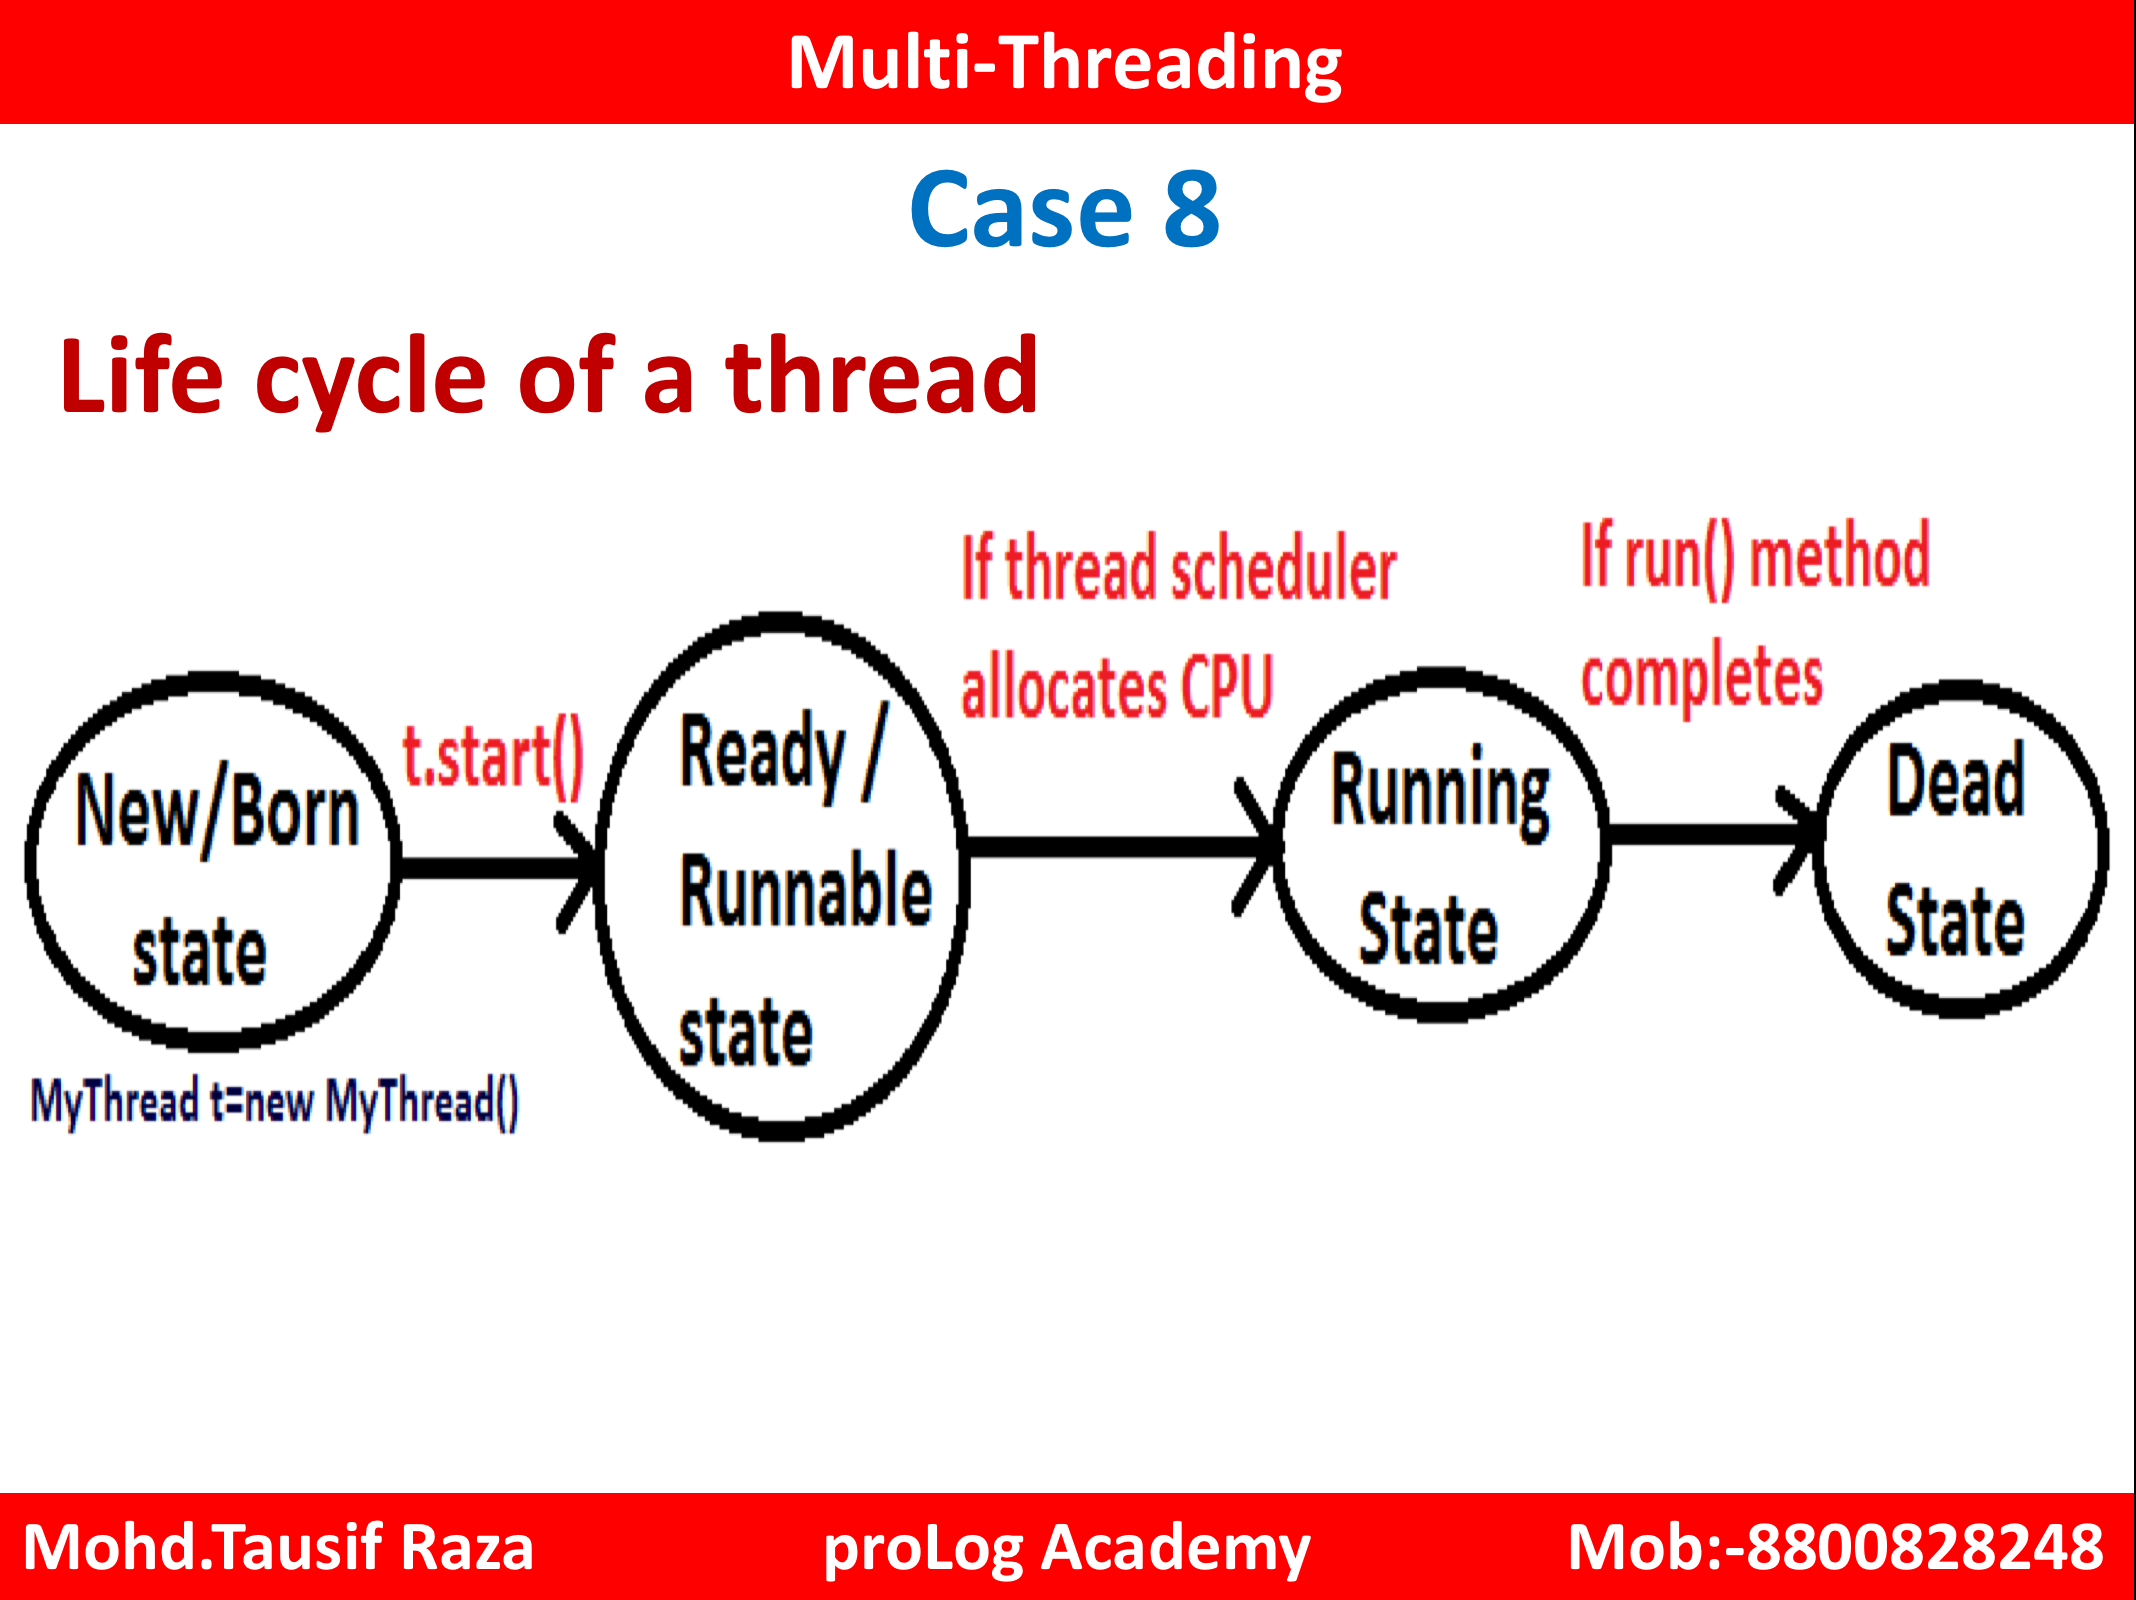 Multi-Threading
Case 8
Life cycle of a thread
New/Born
state
MyThread t=new MyThread()
t.start()
Ready /
Runnable
state
If thread scheduler
allocates CPU
Running
State
If run() method
completes
Dead
State
Mohd.Tausif Raza proLog Academy Mob:-8800828248